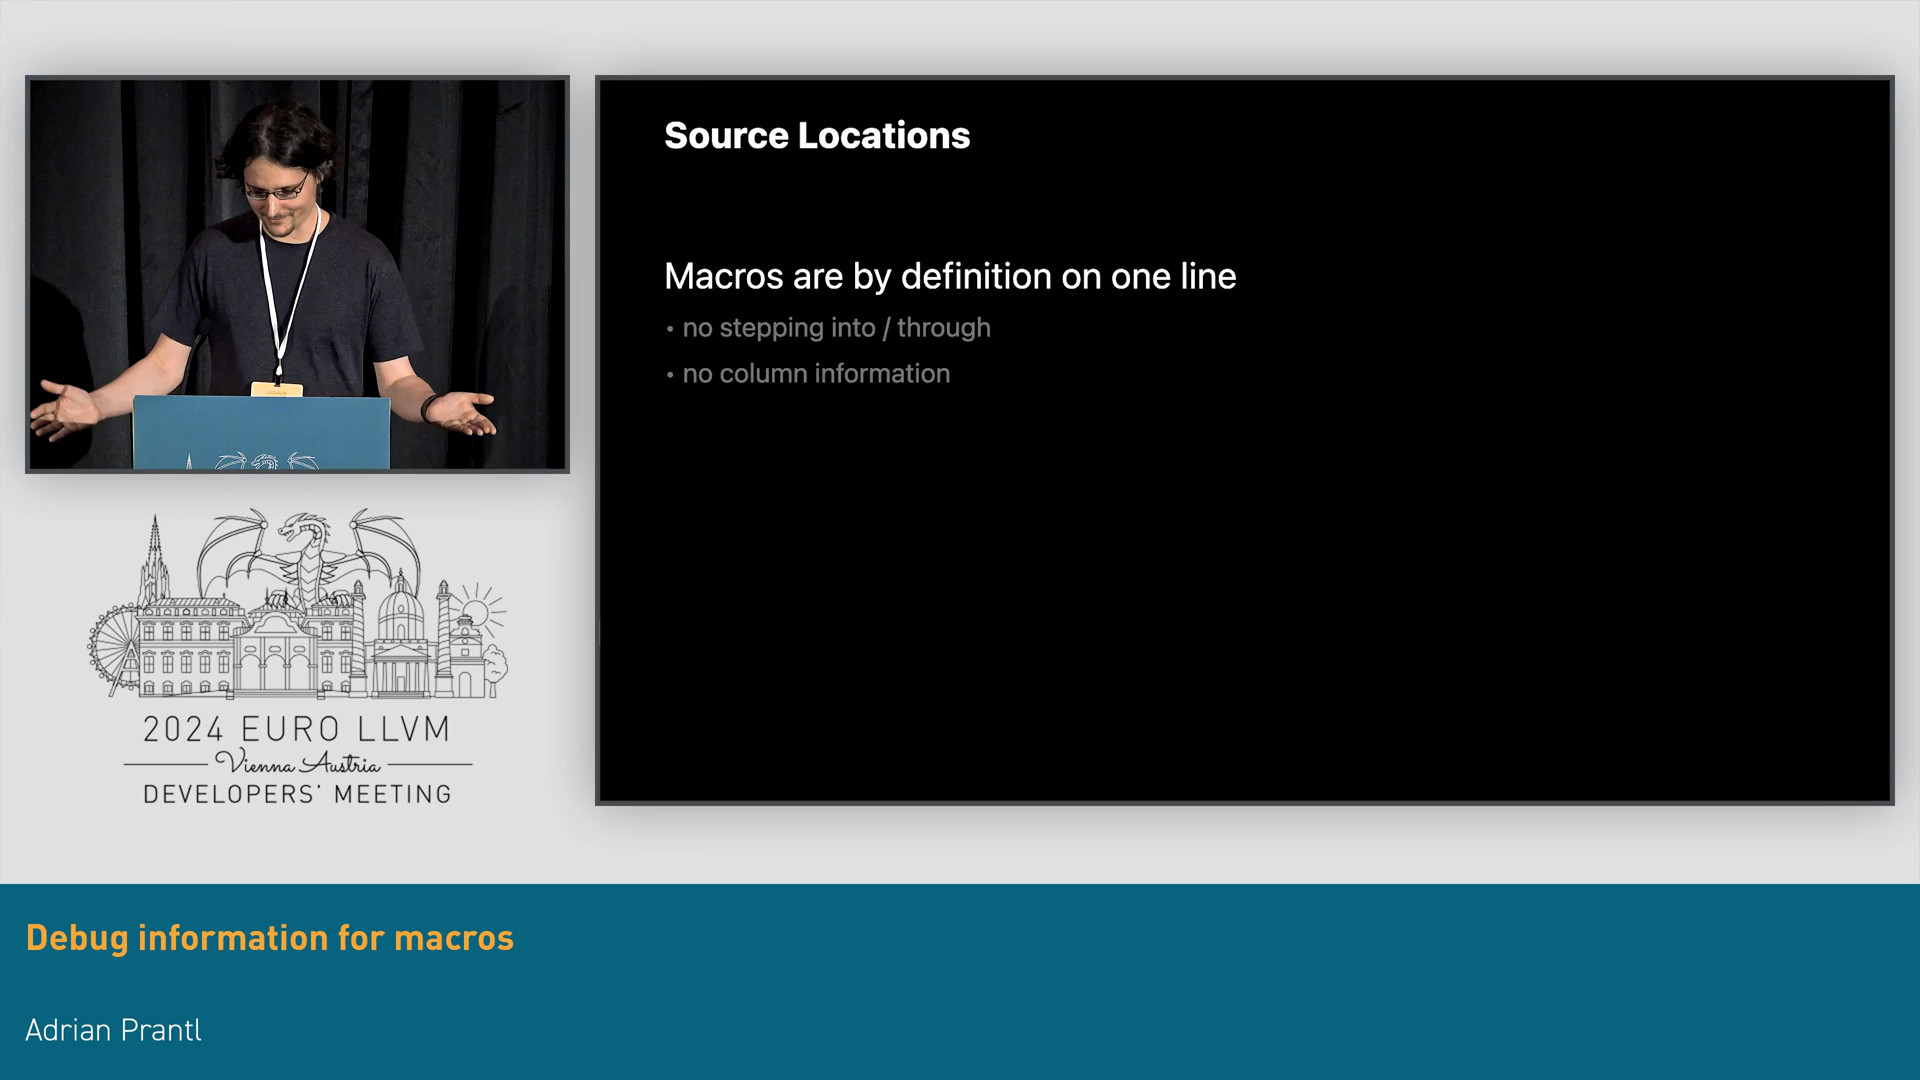 Source Locations
Macros are by definition on one line
• no stepping into / through
• no column information
2024 EURO LLVM
Vienna Austria
DEVELOPERS' MEETING
Debug information for macros
Adrian Prantl